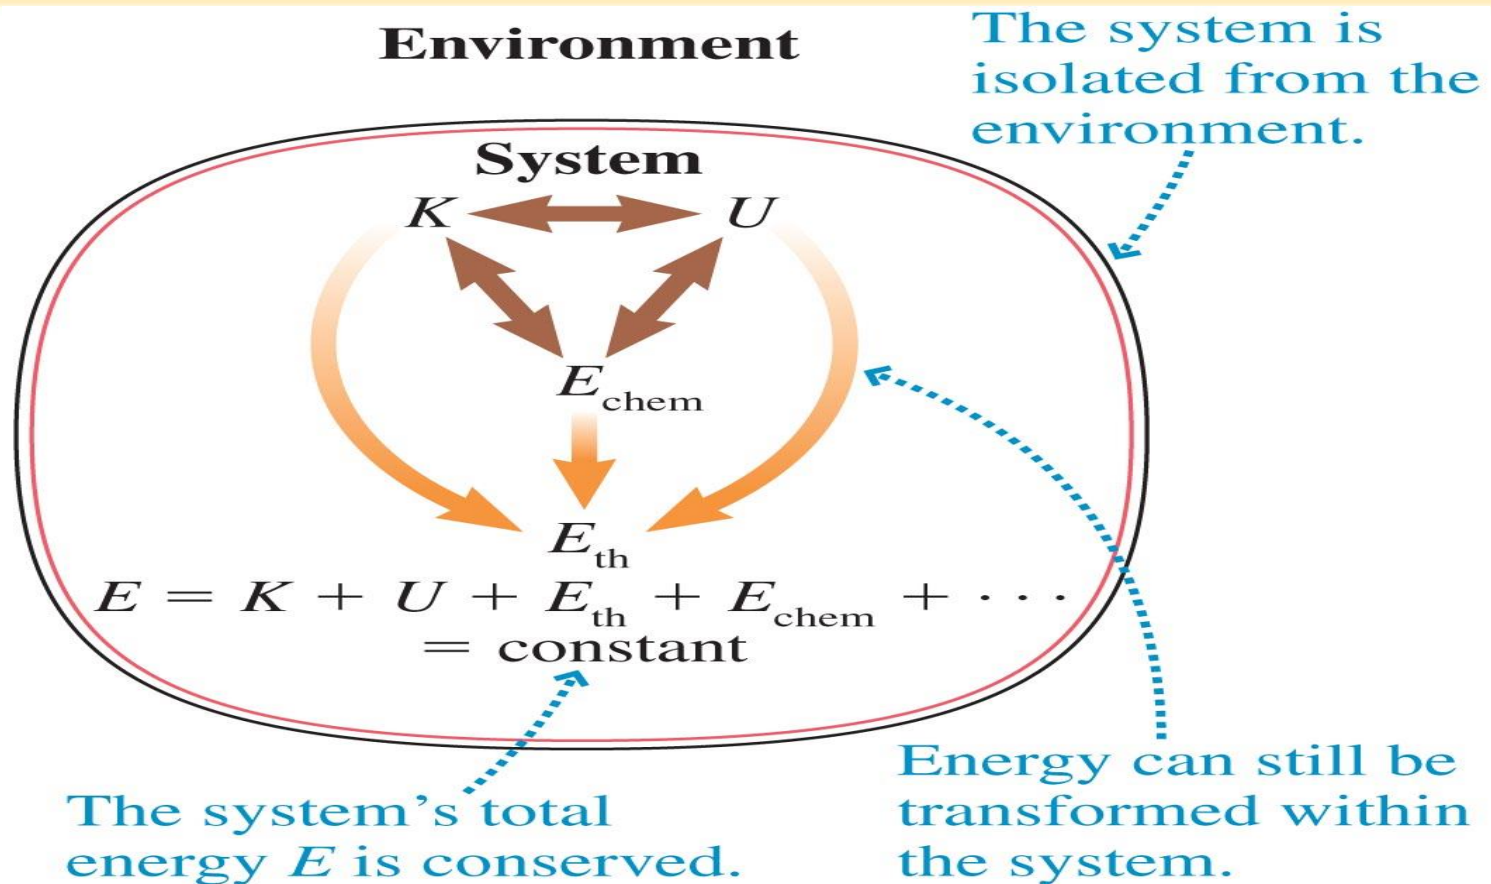 Environment
The system is
isolated from the
environment.
System
K U
E chem
E th
E = K + U + E th + E chem + · · ·
= constant
Energy can still be
transformed within
the system.
The system’s total
energy E is conserved.